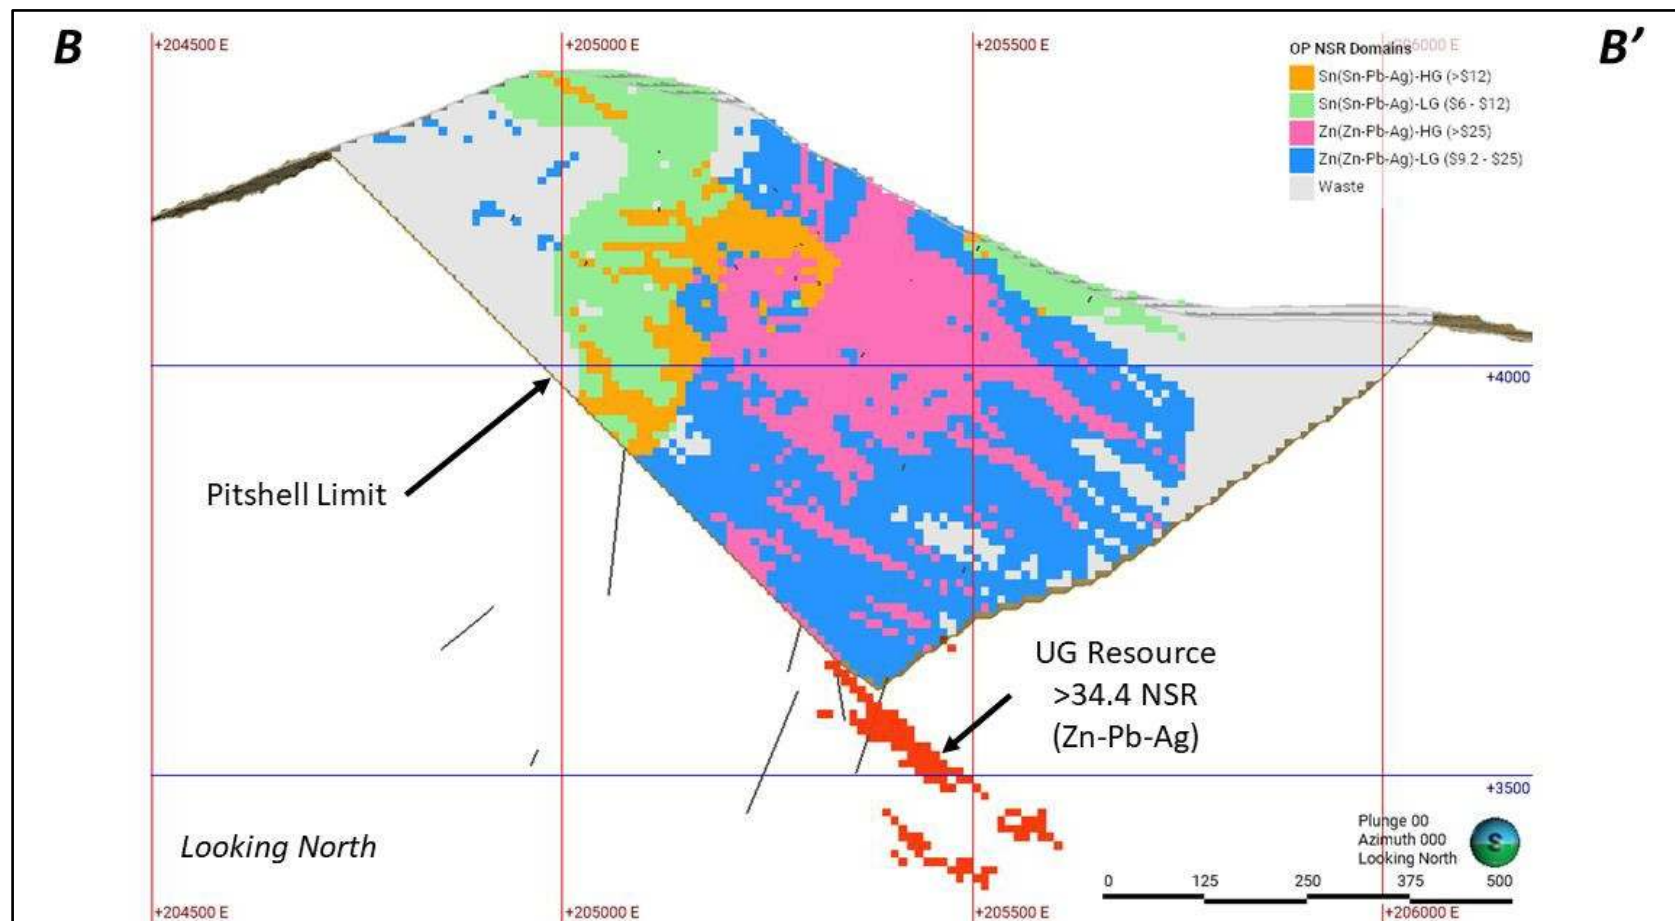 B
B'
+204500 E
+205000 E
+205500 E
+206000 E
OP NSR Domains
Sn(Sn-Pb-Ag)-HG (>$12)
Sn(Sn-Pb-Ag)-LG ($6 - $12)
Zn(Zn-Pb-Ag)-HG (>$25)
Zn(Zn-Pb-Ag)-LG ($9.2 - $25)
Waste
+4000
Pitshell Limit
UG Resource
>34.4 NSR
(Zn-Pb-Ag)
+3500
Looking North
Plunge 00
Azimuth 000
Looking North
S
0 125 250 375 500
+204500 E
+205000 E
+205500 E
+206000 E